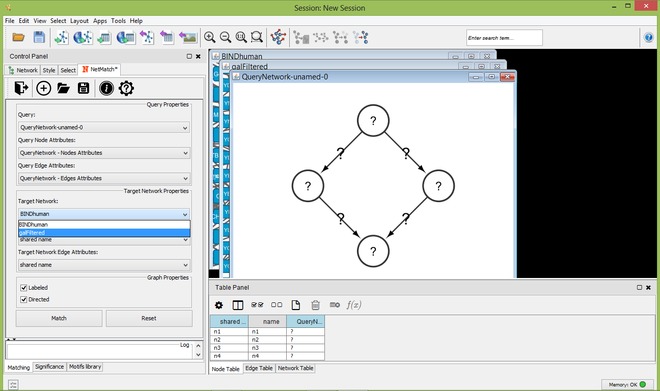 Session: New Session
File Edit View Select Layout Apps Tools Help
Enter search term...
Control Panel
Network Style Select NetMatch*
Query Properties
Query:
QueryNetwork-unamed-0
Query Node Attributes:
QueryNetwork - Nodes Attributes
Query Edge Attributes:
QueryNetwork - Edges Attributes
Target Network Properties
Target Network:
BINDhuman
BINDhuman
galFiltered
shared name
Target Network Edge Attributes:
shared name
Graph Properties
Labeled
Directed
Match Reset
Log
Matching Significance Motifs library
BINDhuman
galFiltered
QueryNetwork-unamed-0
?
? ?
? ?
? ?
?
Table Panel
f(x)
shared ... name QueryN...
n1 n1 ?
n2 n2 ?
n3 n3 ?
n4 n4 ?
Node Table Edge Table Network Table
Memory: OK